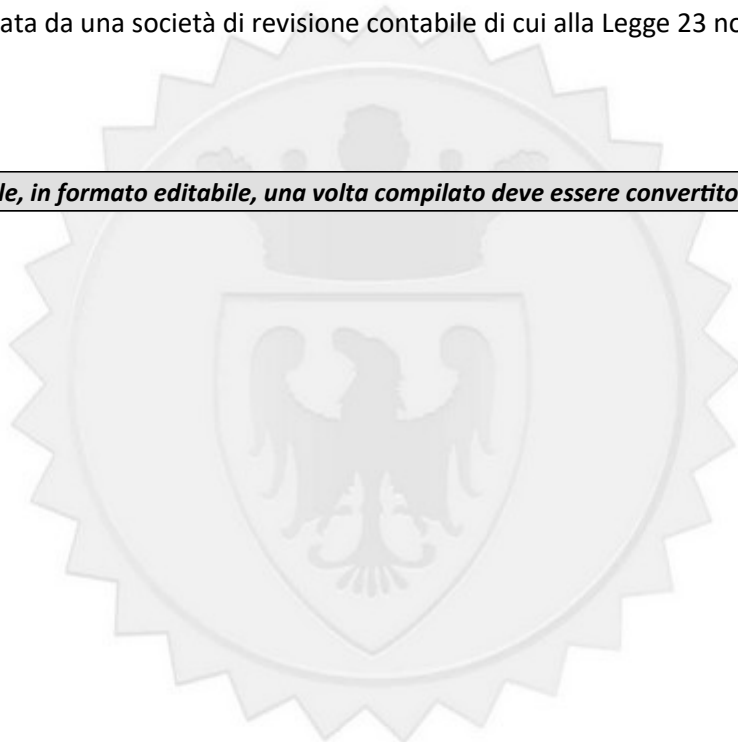 ata da una società di revisione contabile di cui alla Legge 23 no
le, in formato editabile, una volta compilato deve essere convertito